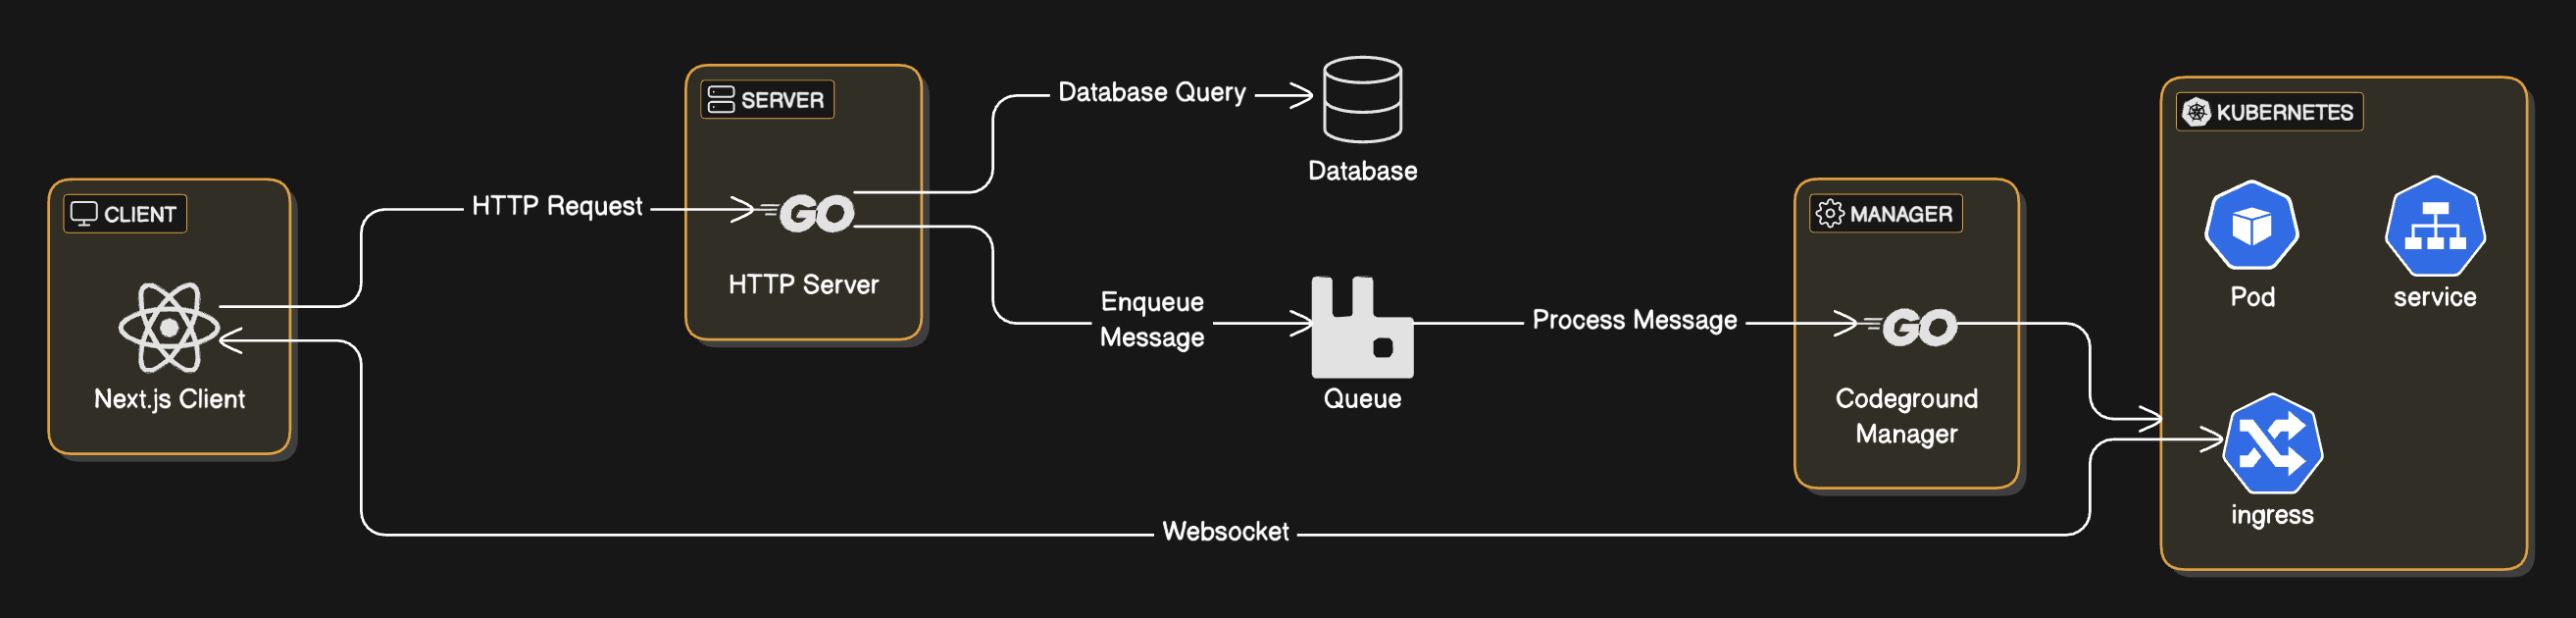 CLIENT
Next.js Client
HTTP Request
SERVER
GO
HTTP Server
Database Query
Database
Enqueue
Message
Queue
Process Message
MANAGER
GO
Codeground
Manager
Websocket
KUBERNETES
Pod
service
ingress